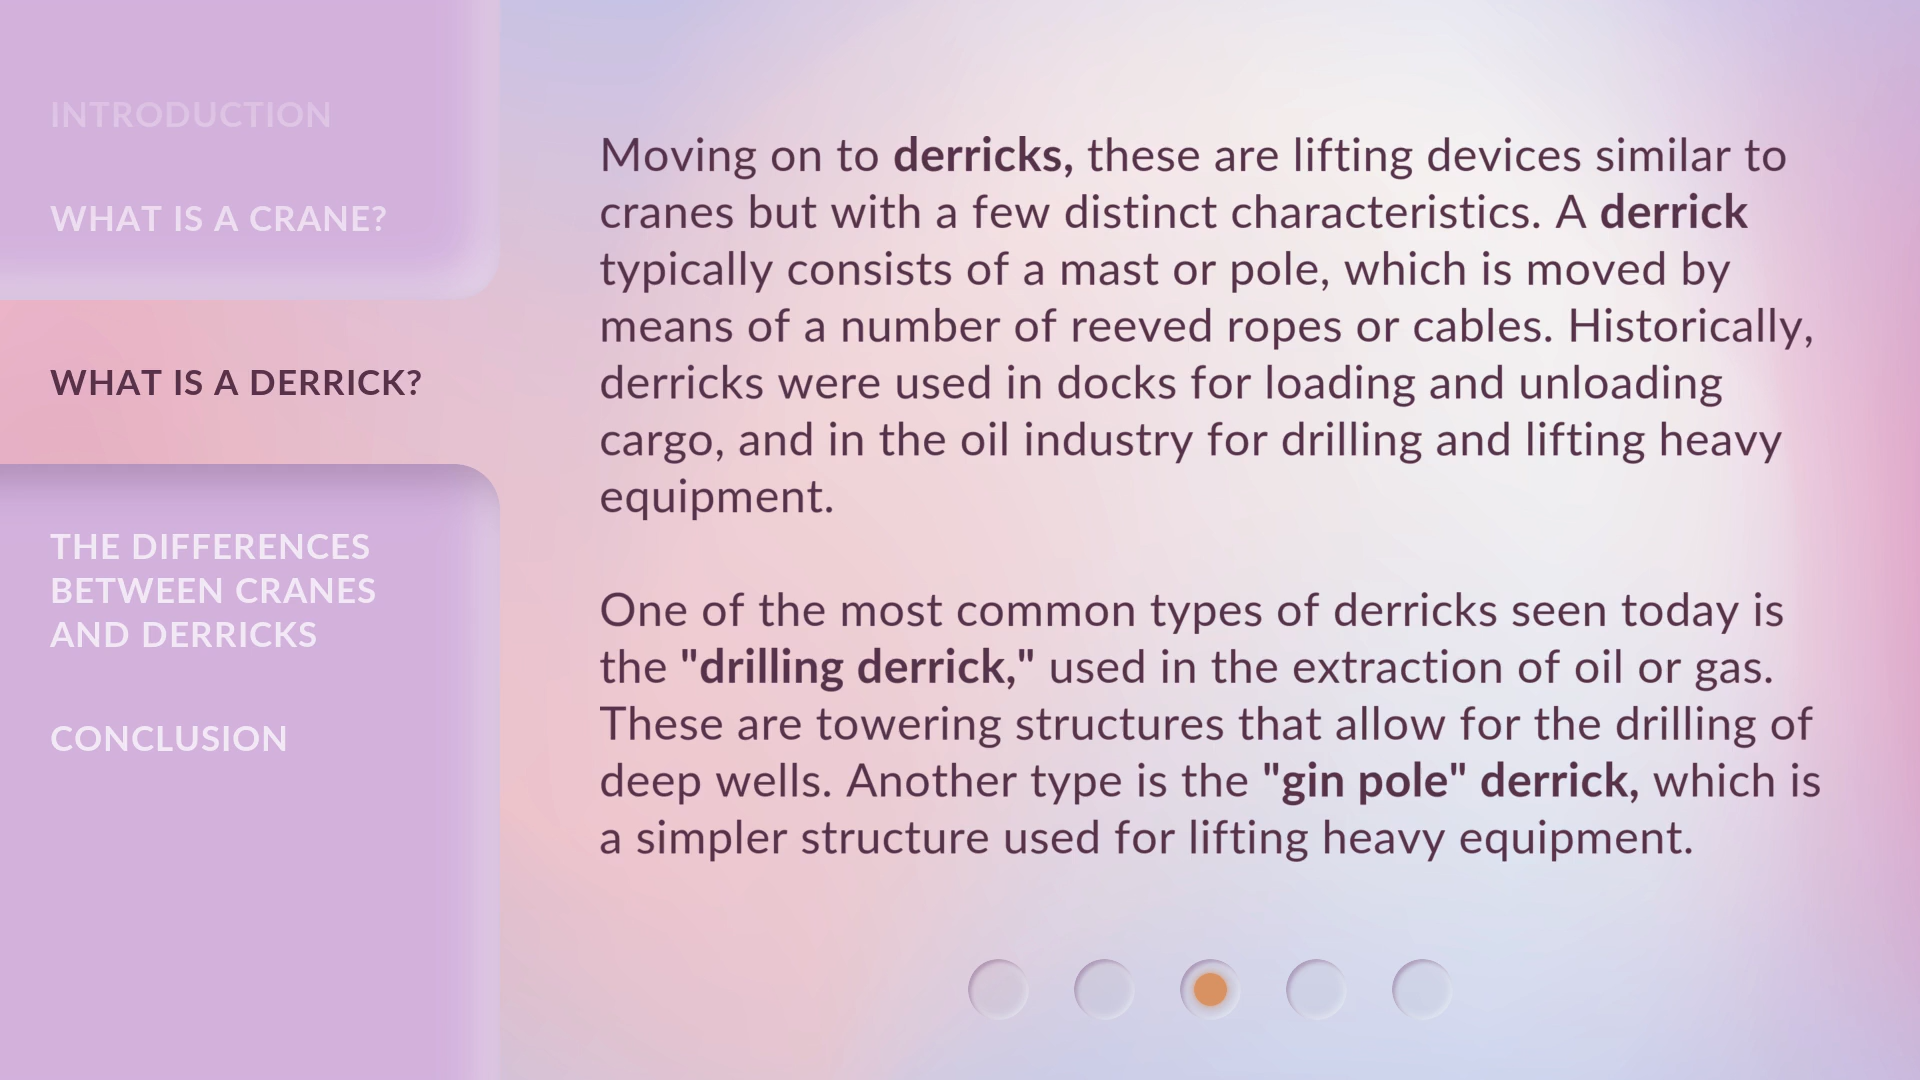 INTRODUCTION
WHAT IS A CRANE?
WHAT IS A DERRICK?
THE DIFFERENCES
BETWEEN CRANES
AND DERRICKS
CONCLUSION
Moving on to derricks, these are lifting devices similar to
cranes but with a few distinct characteristics. A derrick
typically consists of a mast or pole, which is moved by
means of a number of reeved ropes or cables. Historically,
derricks were used in docks for loading and unloading
cargo, and in the oil industry for drilling and lifting heavy
equipment.
One of the most common types of derricks seen today is
the "drilling derrick," used in the extraction of oil or gas.
These are towering structures that allow for the drilling of
deep wells. Another type is the "gin pole" derrick, which is
a simpler structure used for lifting heavy equipment.